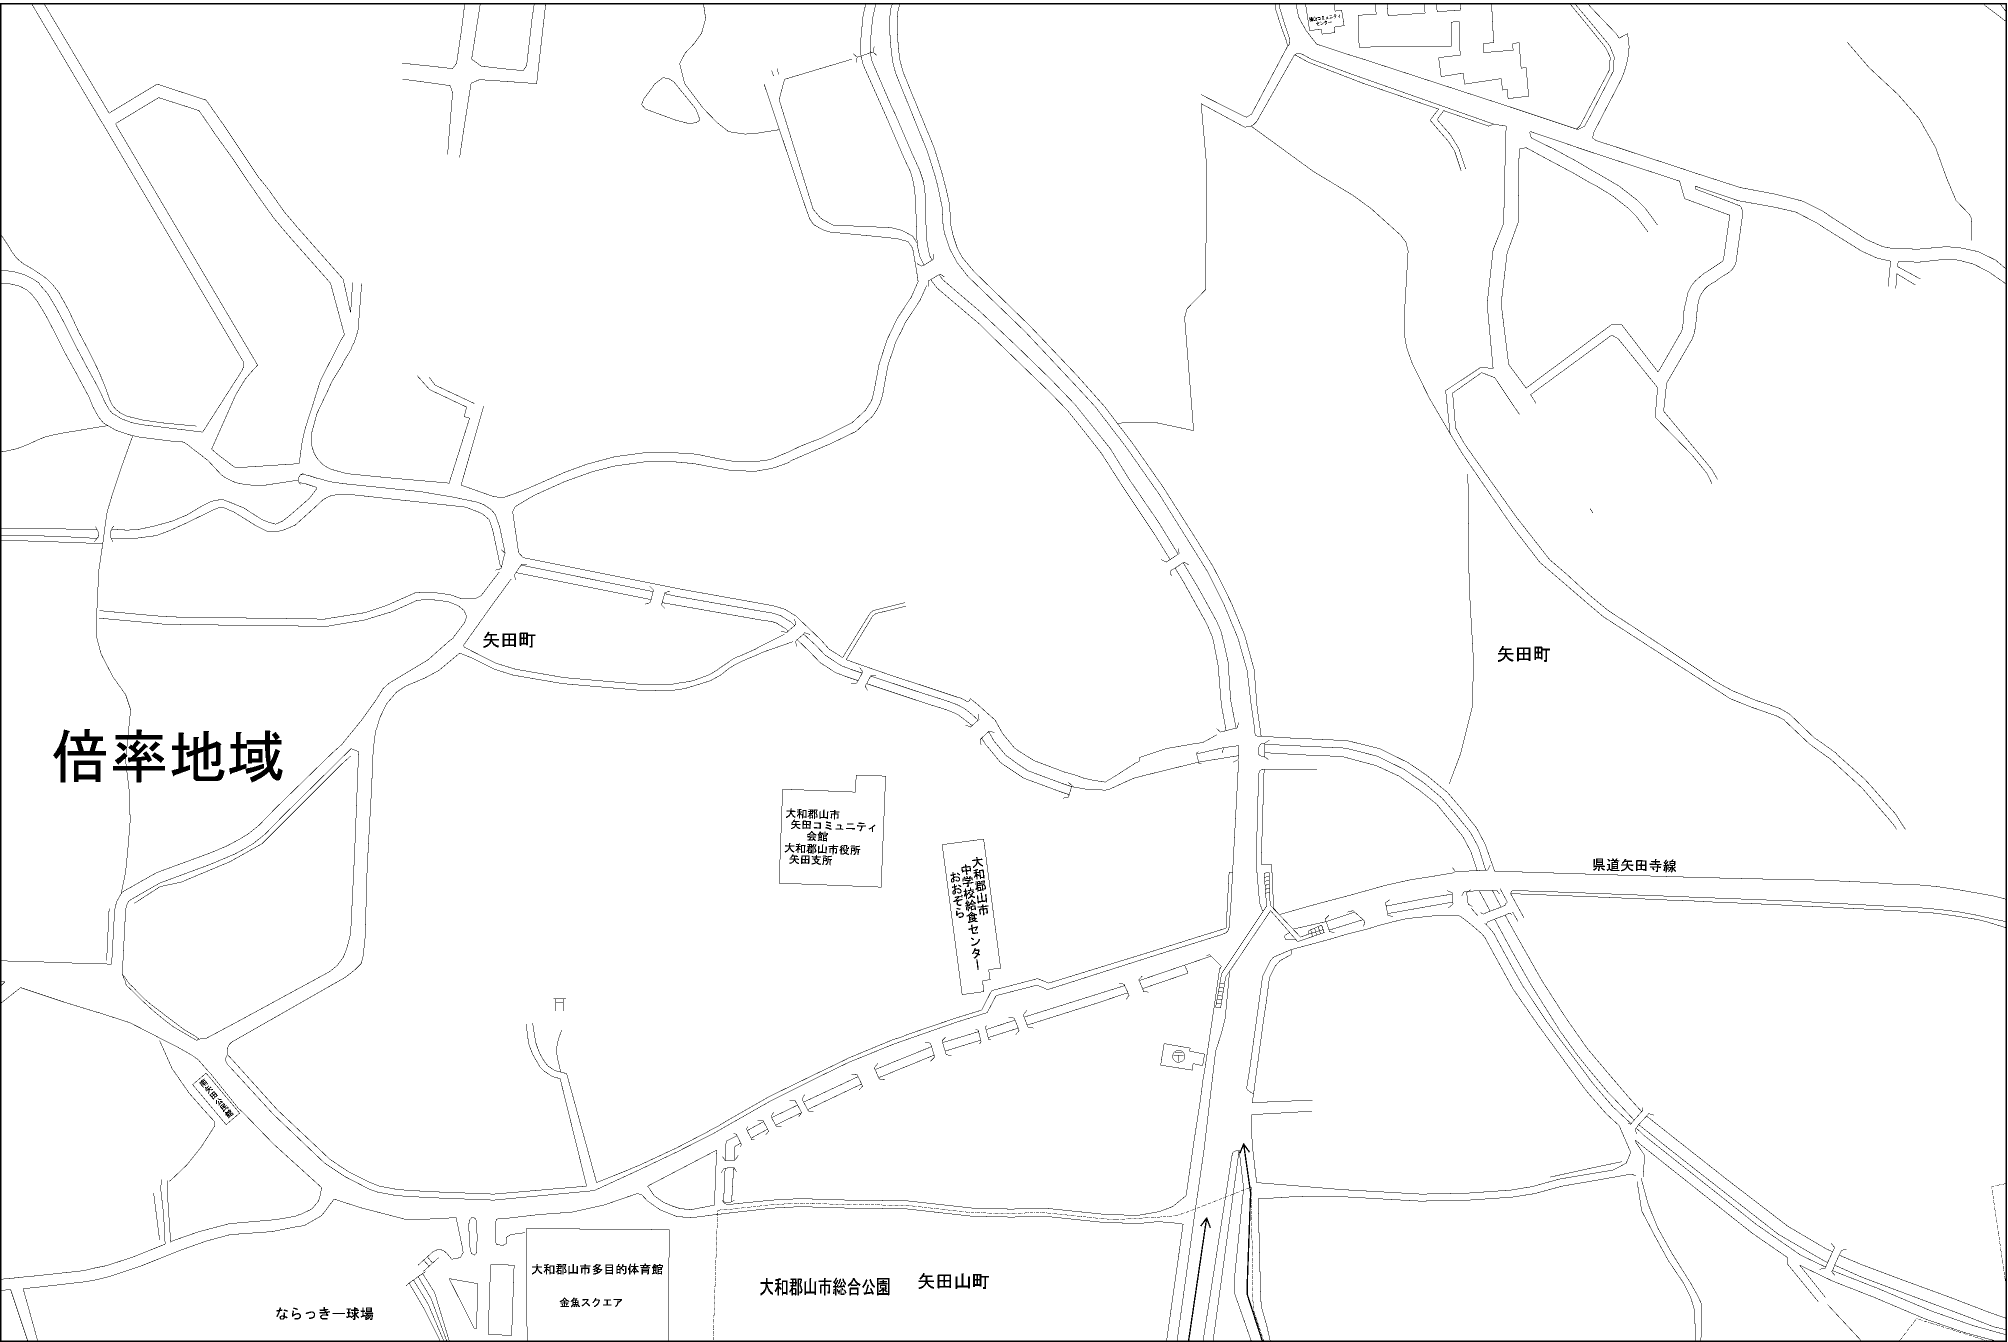 矢田町
矢田町
倍率地域
大和郡山市
矢田コミュニティ
会館
大和郡山市役所
矢田支所
大和郡山市
中学校給食センター
おおぞら
県道矢田寺線
大和郡山市多目的体育館
金魚スクエア
大和郡山市総合公園
矢田山町
ならっきー球場